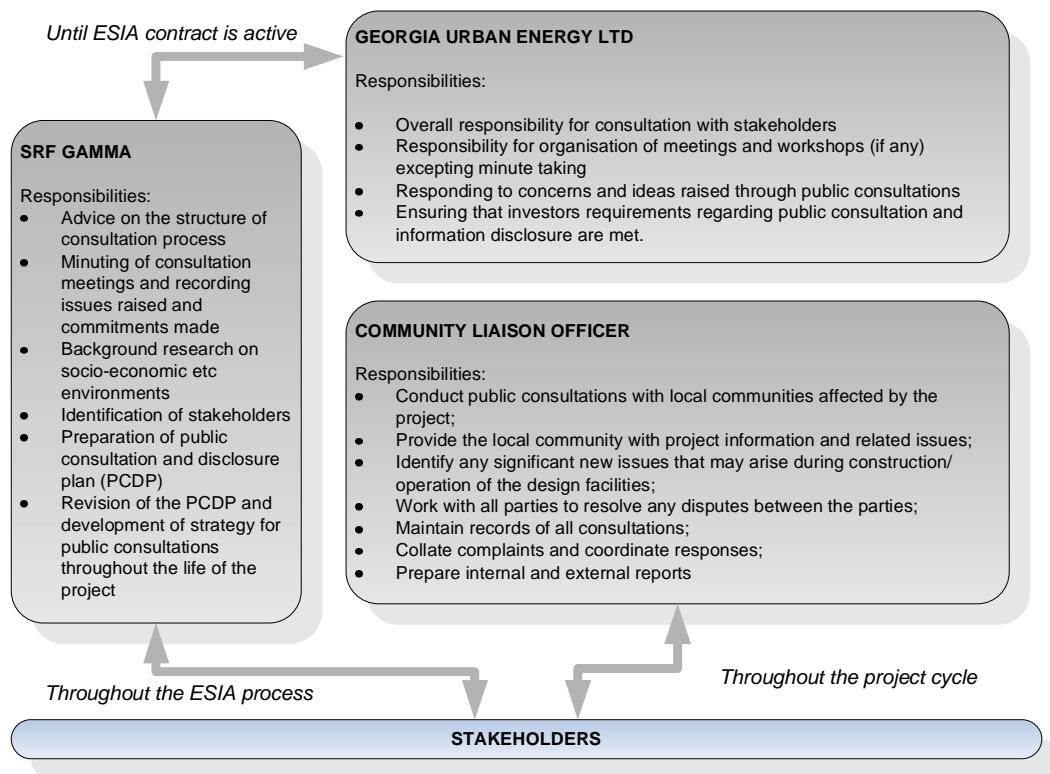 Until ESIA contract is active
GEORGIA URBAN ENERGY LTD
Responsibilities:
• Overall responsibility for consultation with stakeholders
• Responsibility for organisation of meetings and workshops (if any)
excepting minute taking
• Responding to concerns and ideas raised through public consultations
• Ensuring that investors requirements regarding public consultation and
information disclosure are met.
SRF GAMMA
Responsibilities:
• Advice on the structure of
consultation process
• Minuting of consultation
meetings and recording
issues raised and
commitments made
• Background research on
socio-economic etc
environments
• Identification of stakeholders
• Preparation of public
consultation and disclosure
plan (PCDP)
• Revision of the PCDP and
development of strategy for
public consultations
throughout the life of the
project
COMMUNITY LIAISON OFFICER
Responsibilities:
• Conduct public consultations with local communities affected by the
project;
• Provide the local community with project information and related issues;
• Identify any significant new issues that may arise during construction/
operation of the design facilities;
• Work with all parties to resolve any disputes between the parties;
• Maintain records of all consultations;
• Collate complaints and coordinate responses;
• Prepare internal and external reports
Throughout the ESIA process
Throughout the project cycle
STAKEHOLDERS